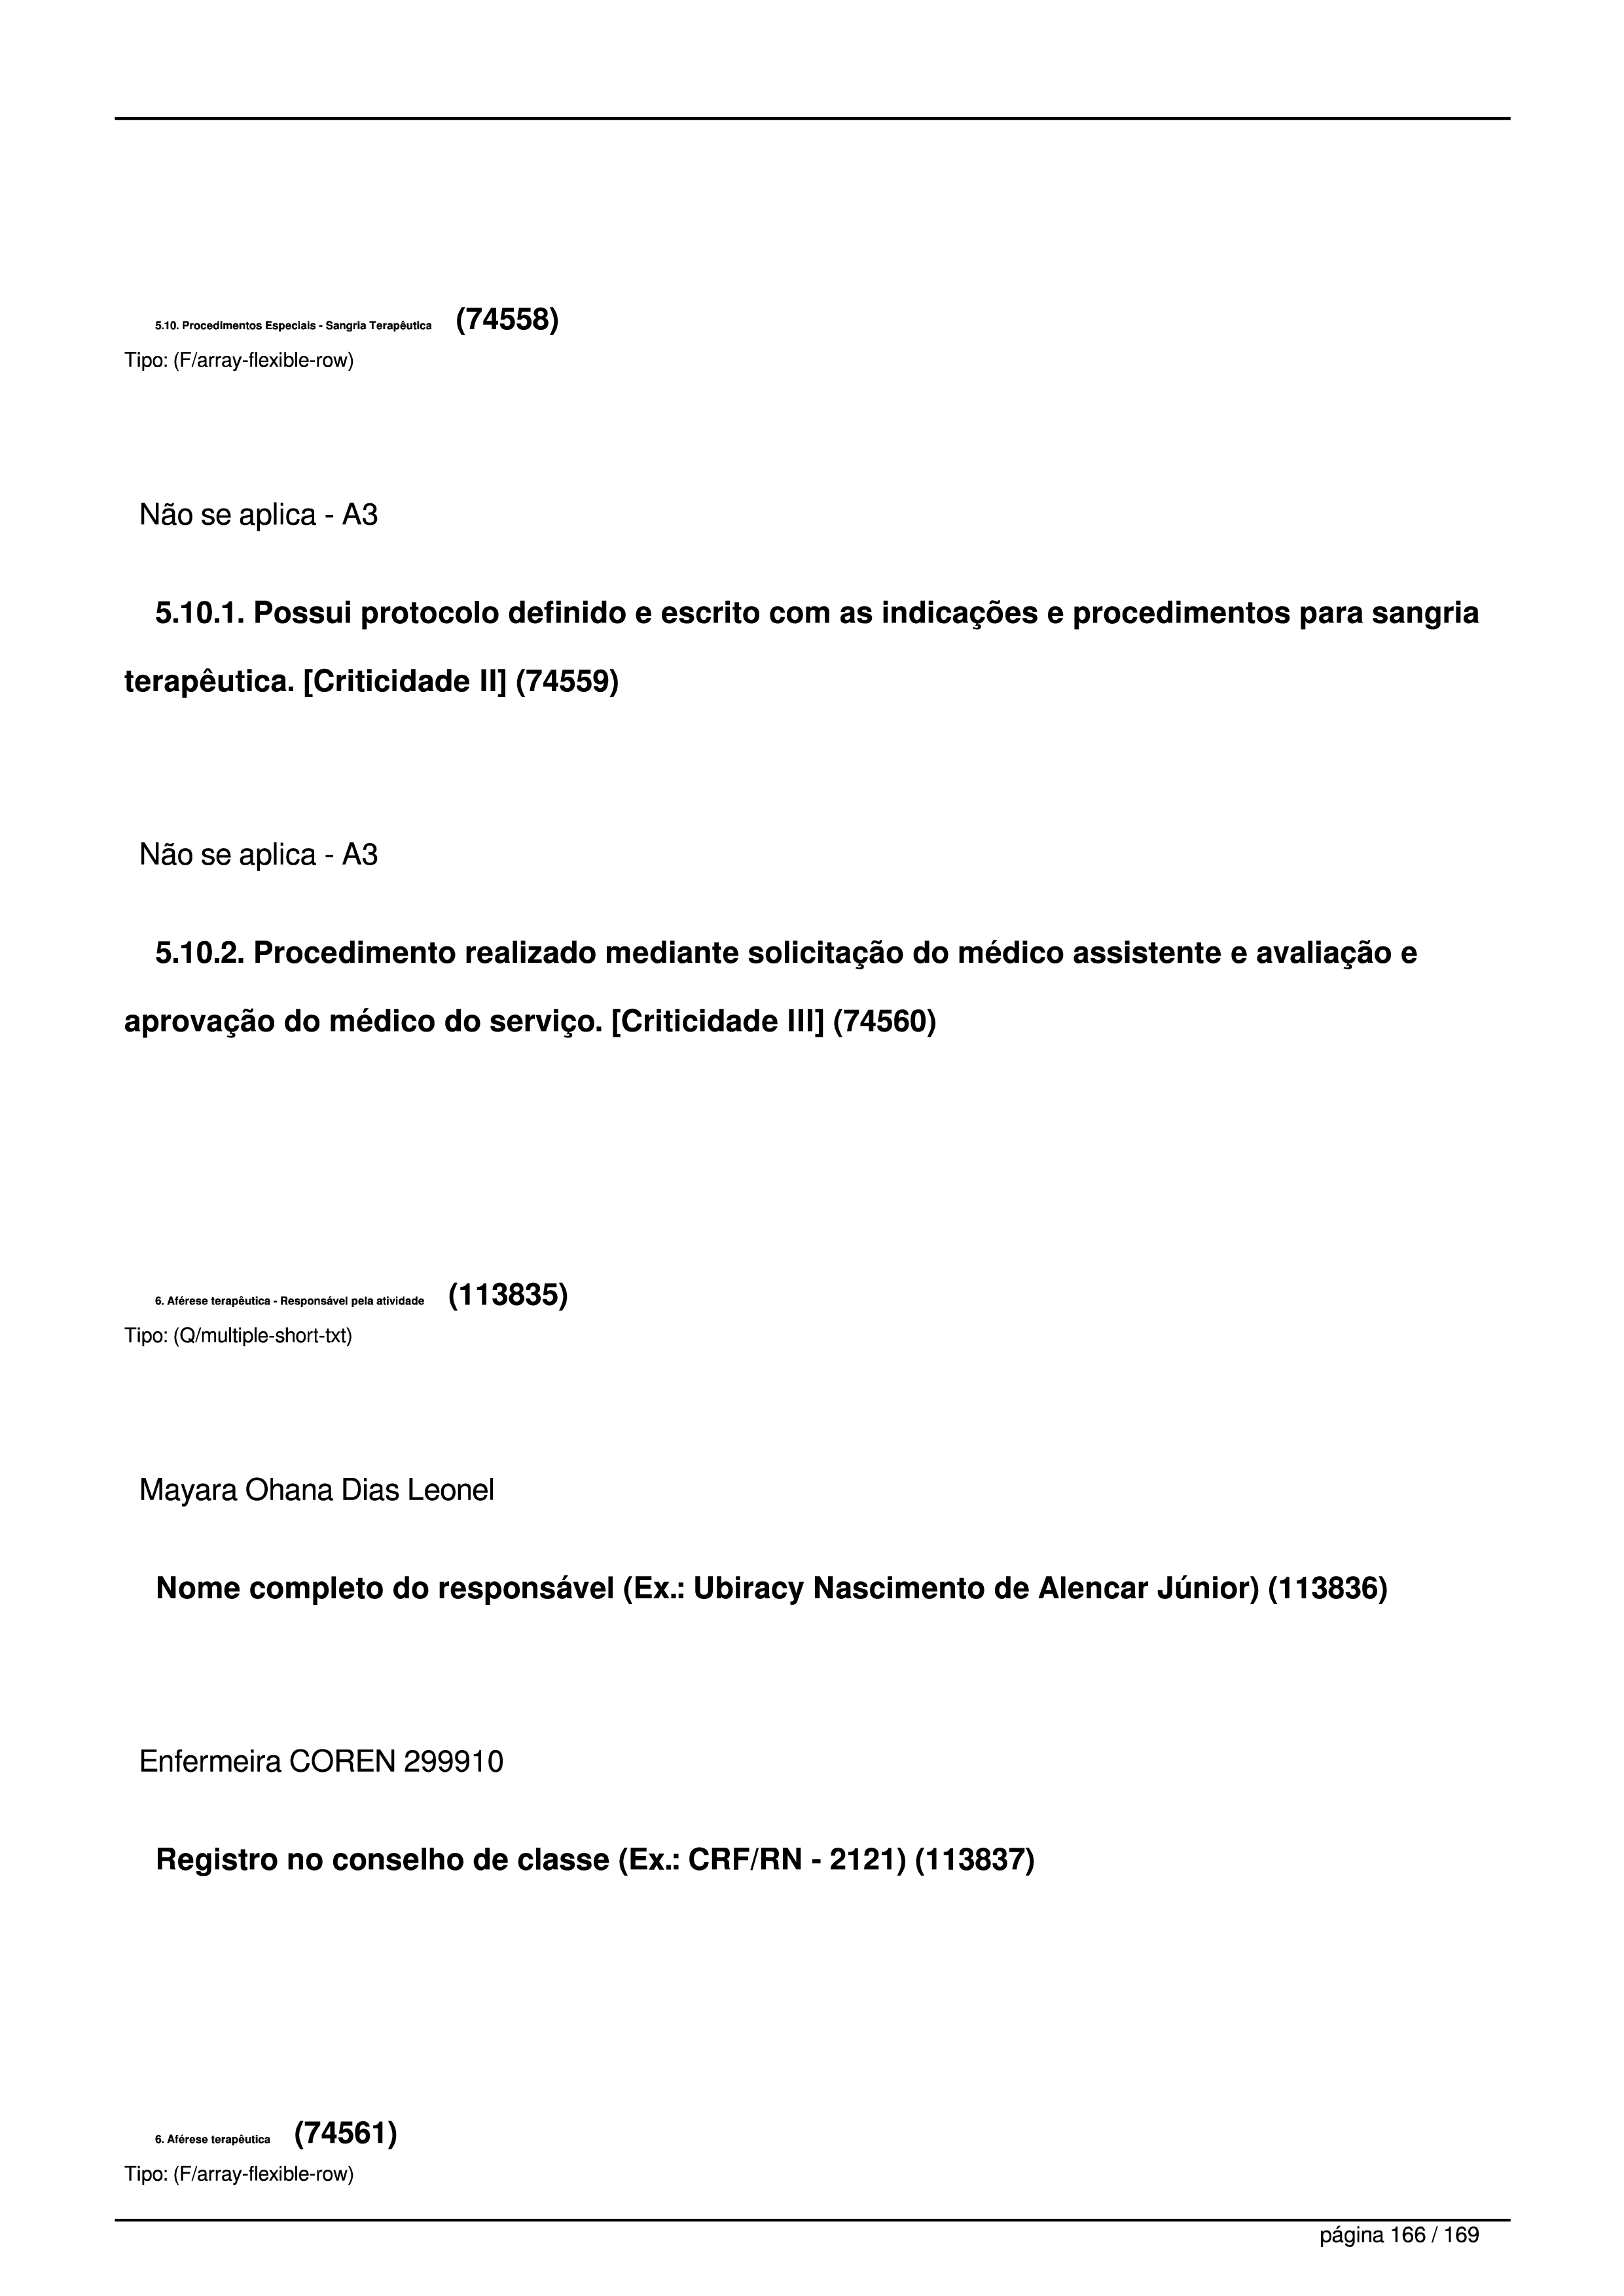 5.10. Procedimentos Especiais - Sangria Terapêutica (74558)
Tipo: (F/array-flexible-row)
Não se aplica - A3
5.10.1. Possui protocolo definido e escrito com as indicações e procedimentos para sangria
terapêutica. [Criticidade II] (74559)
Não se aplica - A3
5.10.2. Procedimento realizado mediante solicitação do médico assistente e avaliação e
aprovação do médico do serviço. [Criticidade III] (74560)
6. Aférese terapêutica - Responsável pela atividade (113835)
Tipo: (Q/multiple-short-txt)
Mayara Ohana Dias Leonel
Nome completo do responsável (Ex.: Ubiracy Nascimento de Alencar Júnior) (113836)
Enfermeira COREN 299910
Registro no conselho de classe (Ex.: CRF/RN - 2121) (113837)
6. Aférese terapêutica (74561)
Tipo: (F/array-flexible-row)
página 166 / 169